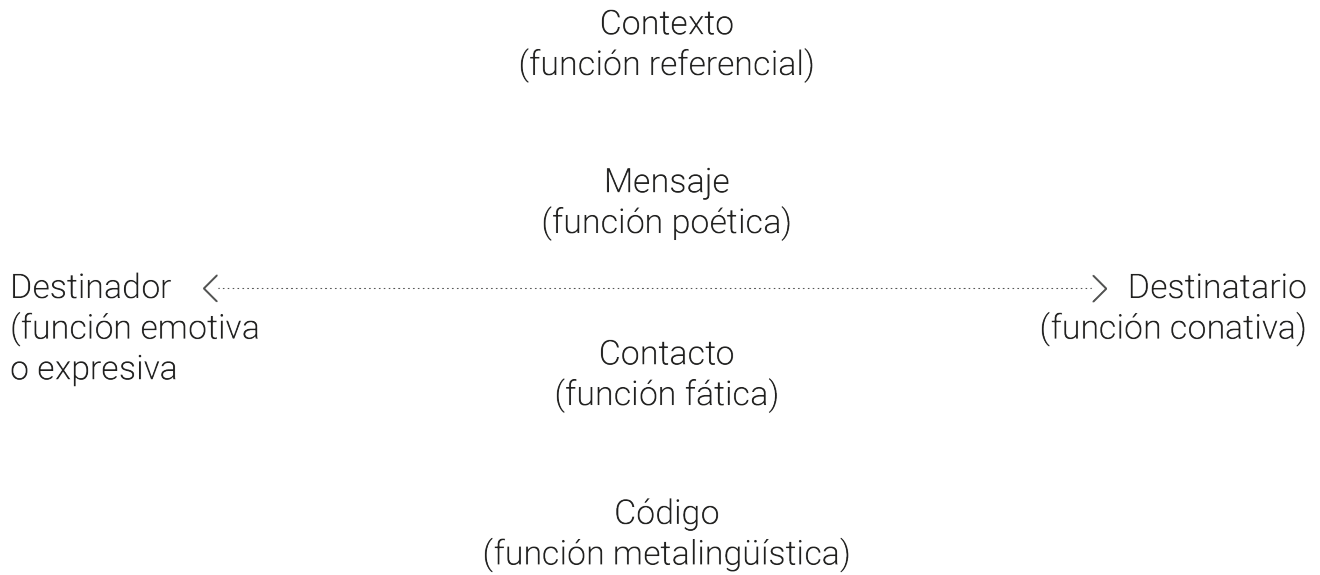 Contexto
(función referencial)
Mensaje
(función poética)
Destinador
(función emotiva
o expresiva
Destinatario
(función conativa)
Contacto
(función fática)
Código
(función metalingüística)